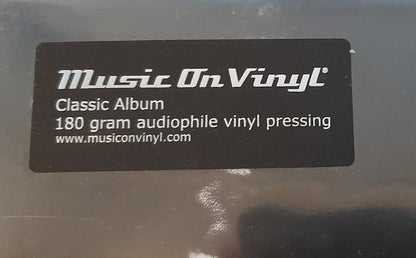 Music On Vinyl®
Classic Album
180 gram audiophile vinyl pressing
www.musiconvinyl.com